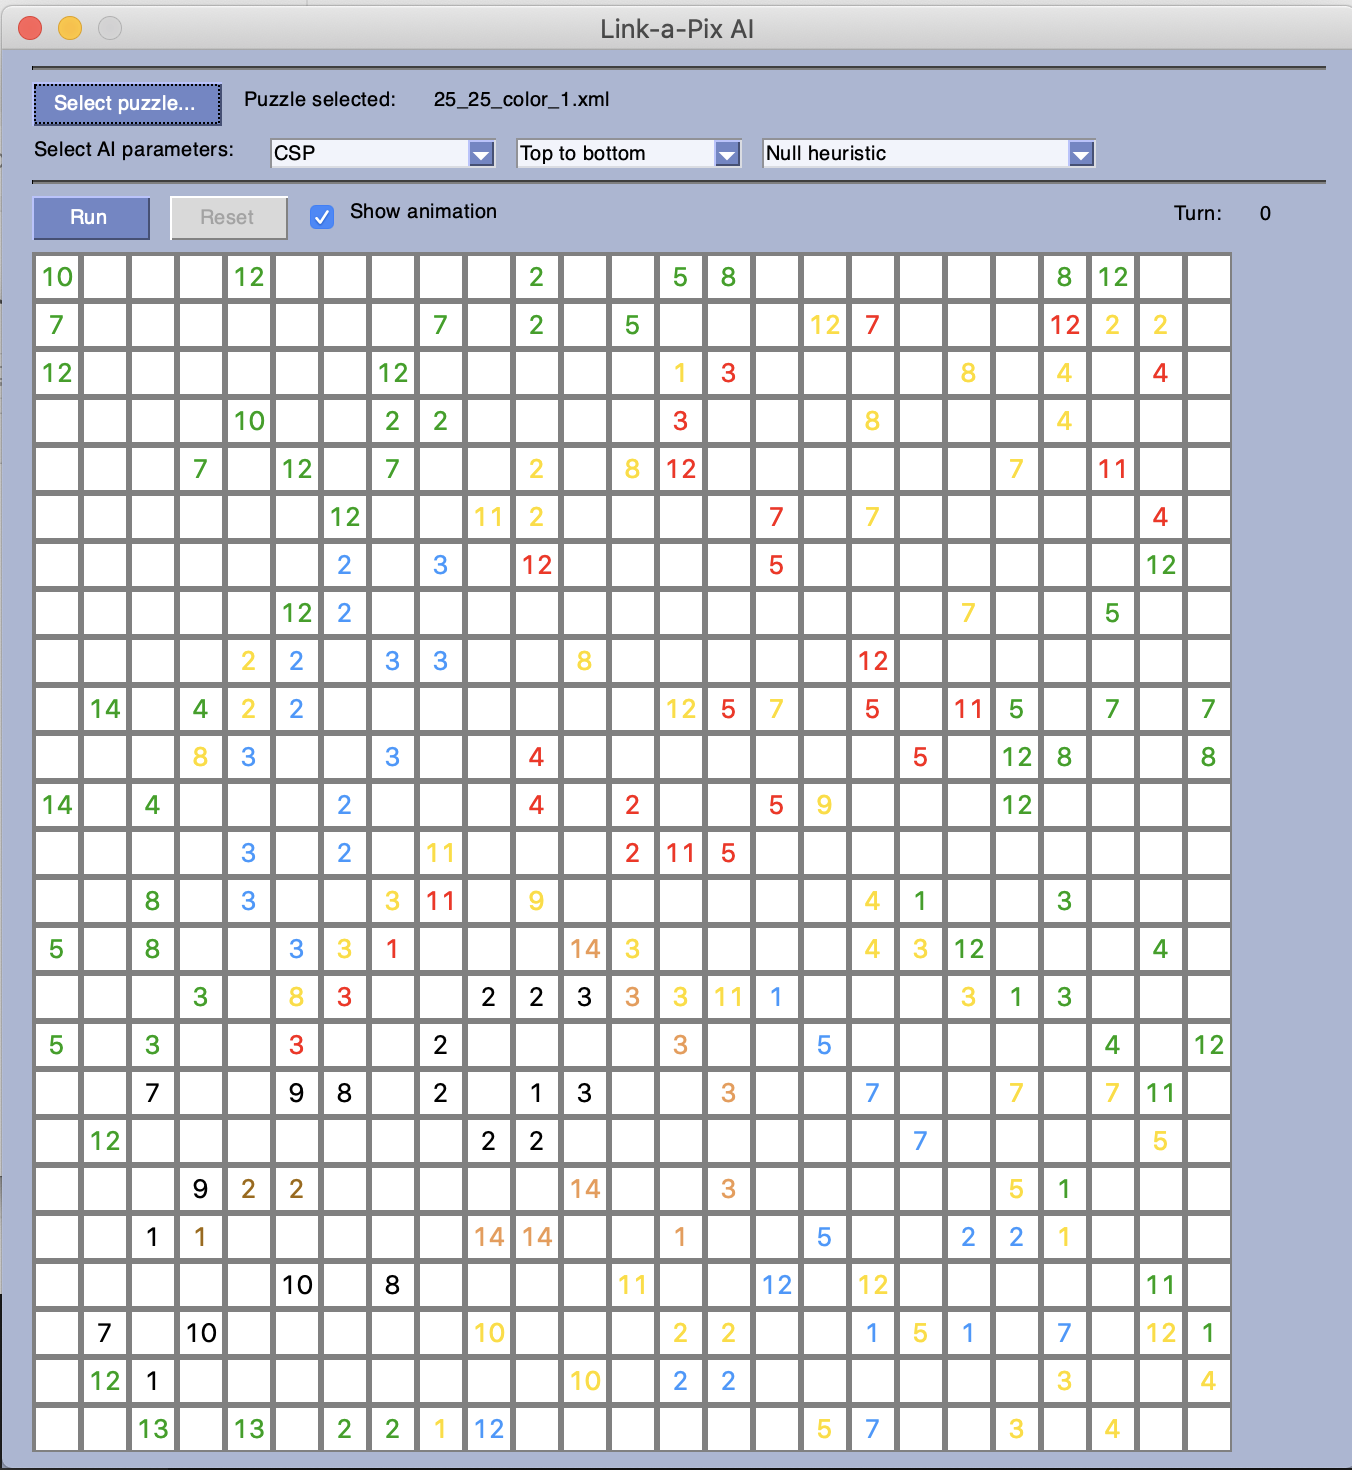 Link-a-Pix AI
Select puzzle... Puzzle selected: 25_25_color_1.xml
Select AI parameters: CSP Top to bottom Null heuristic
Run Reset Show animation Turn: 0
10 12 2 5 8 8 12
7 7 2 5 12 7 12 2 2
12 12 1 3 8 4 4
10 2 2 3 8 4
7 12 7 2 8 12 7 11
12 11 2 7 7 4
2 3 12 5 12
12 2 7 5
2 2 3 3 8 12
14 4 2 2 12 5 7 5 11 5 7 7
8 3 3 4 5 12 8 8
14 4 2 4 2 5 9 12
3 2 11 2 11 5
8 3 3 11 9 4 1 3
5 8 3 3 1 14 3 4 3 12 4
3 8 3 2 2 3 3 3 11 1 3 1 3
5 3 3 2 3 5 4 12
7 9 8 2 1 3 3 7 7 7 11
12 2 2 7 5
9 2 2 14 3 5 1
1 1 14 14 1 5 2 2 1
10 8 11 12 12 11
7 10 10 2 2 1 5 1 7 12 1
12 1 10 2 2 3 4
13 13 2 2 1 12 5 7 3 4